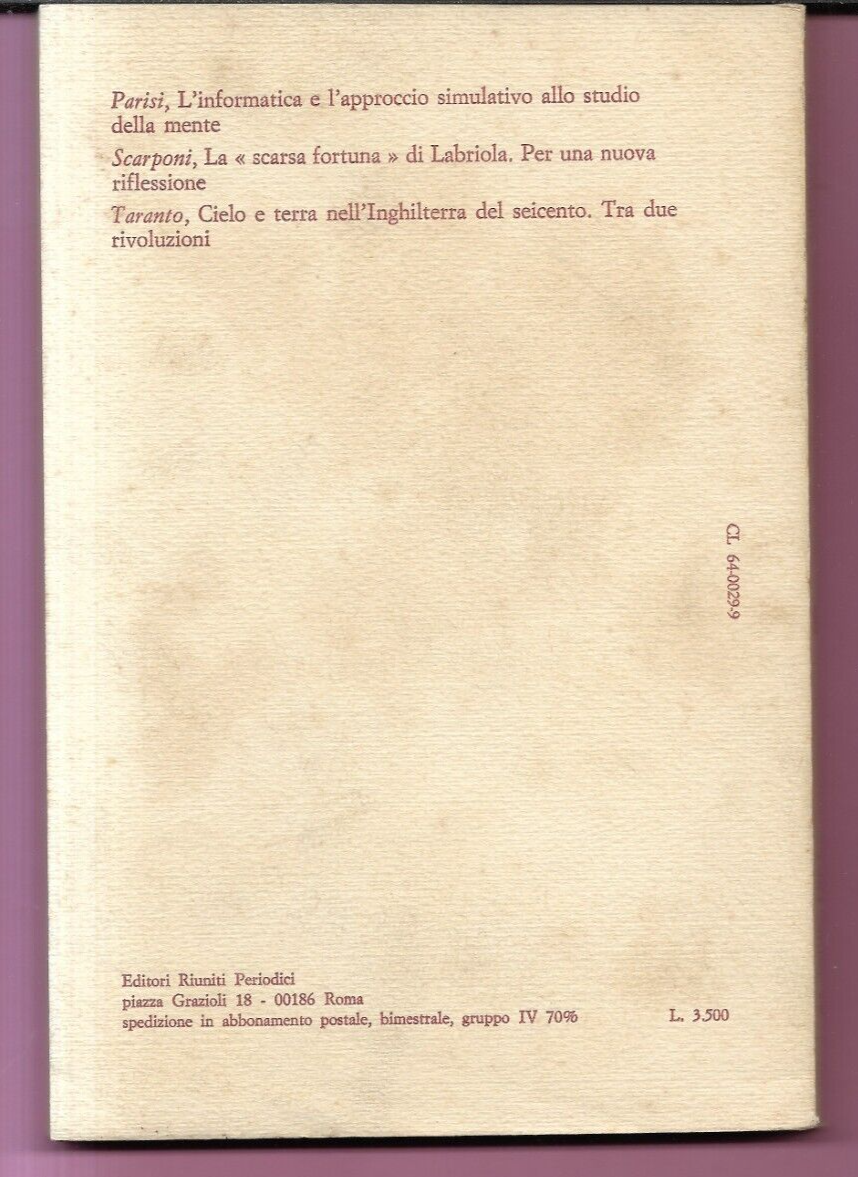 Parisi, L'informatica e l'approccio simulativo allo studio
della mente
Scarponi, La « scarsa fortuna » di Labriola. Per una nuova
riflessione
Taranto, Cielo e terra nell'Inghilterra del seicento. Tra due
rivoluzioni
CL 64-0029-9
Editori Riuniti Periodici
piazza Grazioli 18 - 00186 Roma
spedizione in abbonamento postale, bimestrale, gruppo IV 70% L. 3.500